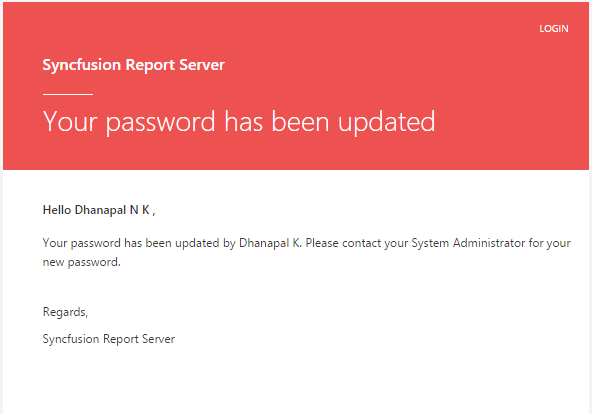 LOGIN
Syncfusion Report Server
Your password has been updated
Hello Dhanapal N K ,
Your password has been updated by Dhanapal K. Please contact your System Administrator for your
new password.
Regards,
Syncfusion Report Server